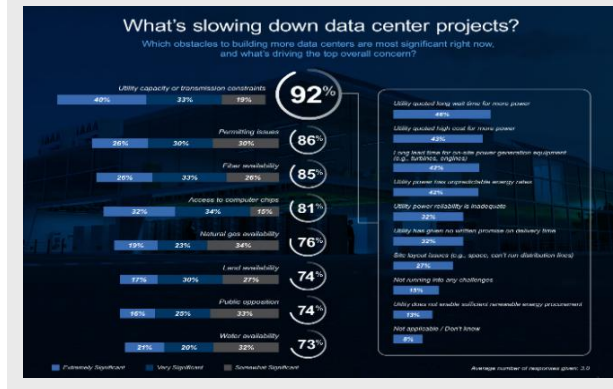 What's slowing down data center projects?
Which obstacles to building more data centers are most significant right now,
and what's driving the top overall concern?
Utility capacity or transmission constraints
40% 33% 19%
92%
Permitting issues
26% 30% 30%
86%
Fiber availability
26% 33% 26%
85%
Access to computer chips
32% 34% 15%
81%
Natural gas availability
19% 23% 34%
76%
Land availability
17% 30% 27%
74%
Public opposition
16% 25% 33%
74%
Water availability
21% 20% 32%
73%
Extremely Significant Very Significant Somewhat Significant
Utility quoted long wait time for more power
48%
Utility quoted high cost for more power
43%
Long lead time for on-site power generation equipment
(e.g., turbines, engines)
42%
Utility power has unpredictable energy rates
42%
Utility power reliability is inadequate
32%
Utility has given no written promise on delivery time
32%
Site layout issues (e.g., space, can't run distribution lines)
27%
Not running into any challenges
15%
Utility does not enable sufficient renewable energy procurement
13%
Not applicable / Don't know
8%
Average number of responses given: 3.0